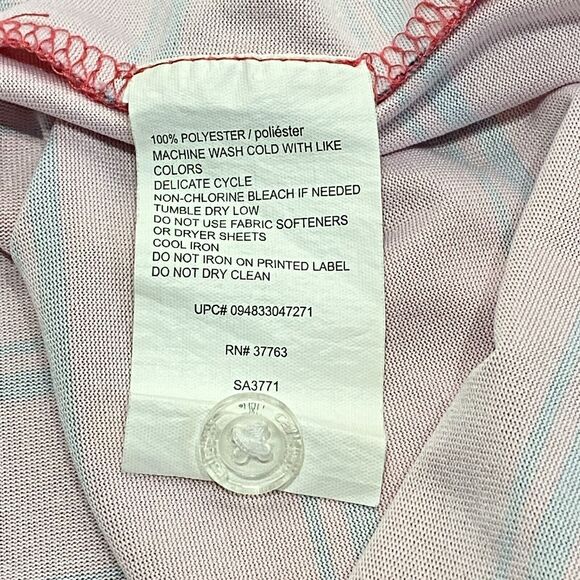 100% POLYESTER / poliéster
MACHINE WASH COLD WITH LIKE
COLORS
DELICATE CYCLE
NON-CHLORINE BLEACH IF NEEDED
TUMBLE DRY LOW
DO NOT USE FABRIC SOFTENERS
OR DRYER SHEETS
COOL IRON
DO NOT IRON ON PRINTED LABEL
DO NOT DRY CLEAN
UPC# 094833047271
RN# 37763
SA3771